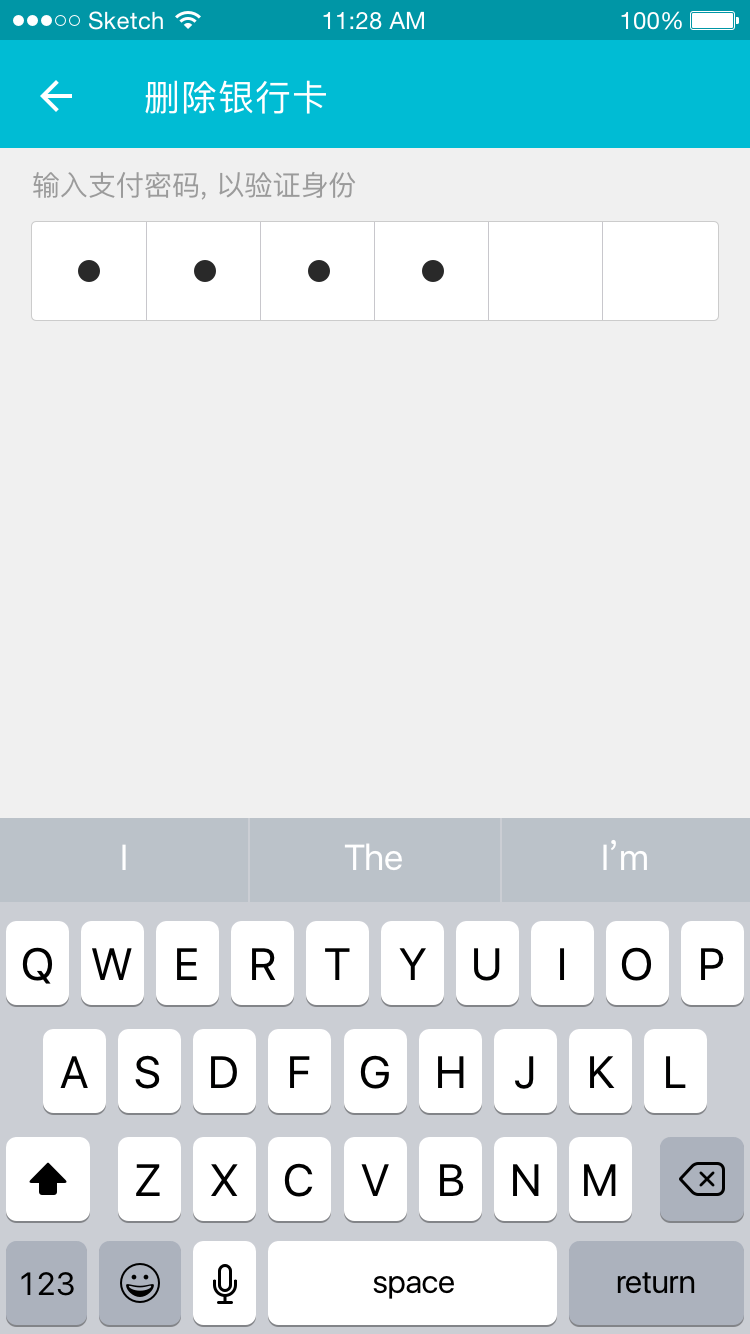 Sketch 11:28 AM 100%
删除银行卡
输入支付密码, 以验证身份
I The I'm
Q W E R T Y U I O P
A S D F G H J K L
Z X C V B N M
123 space return